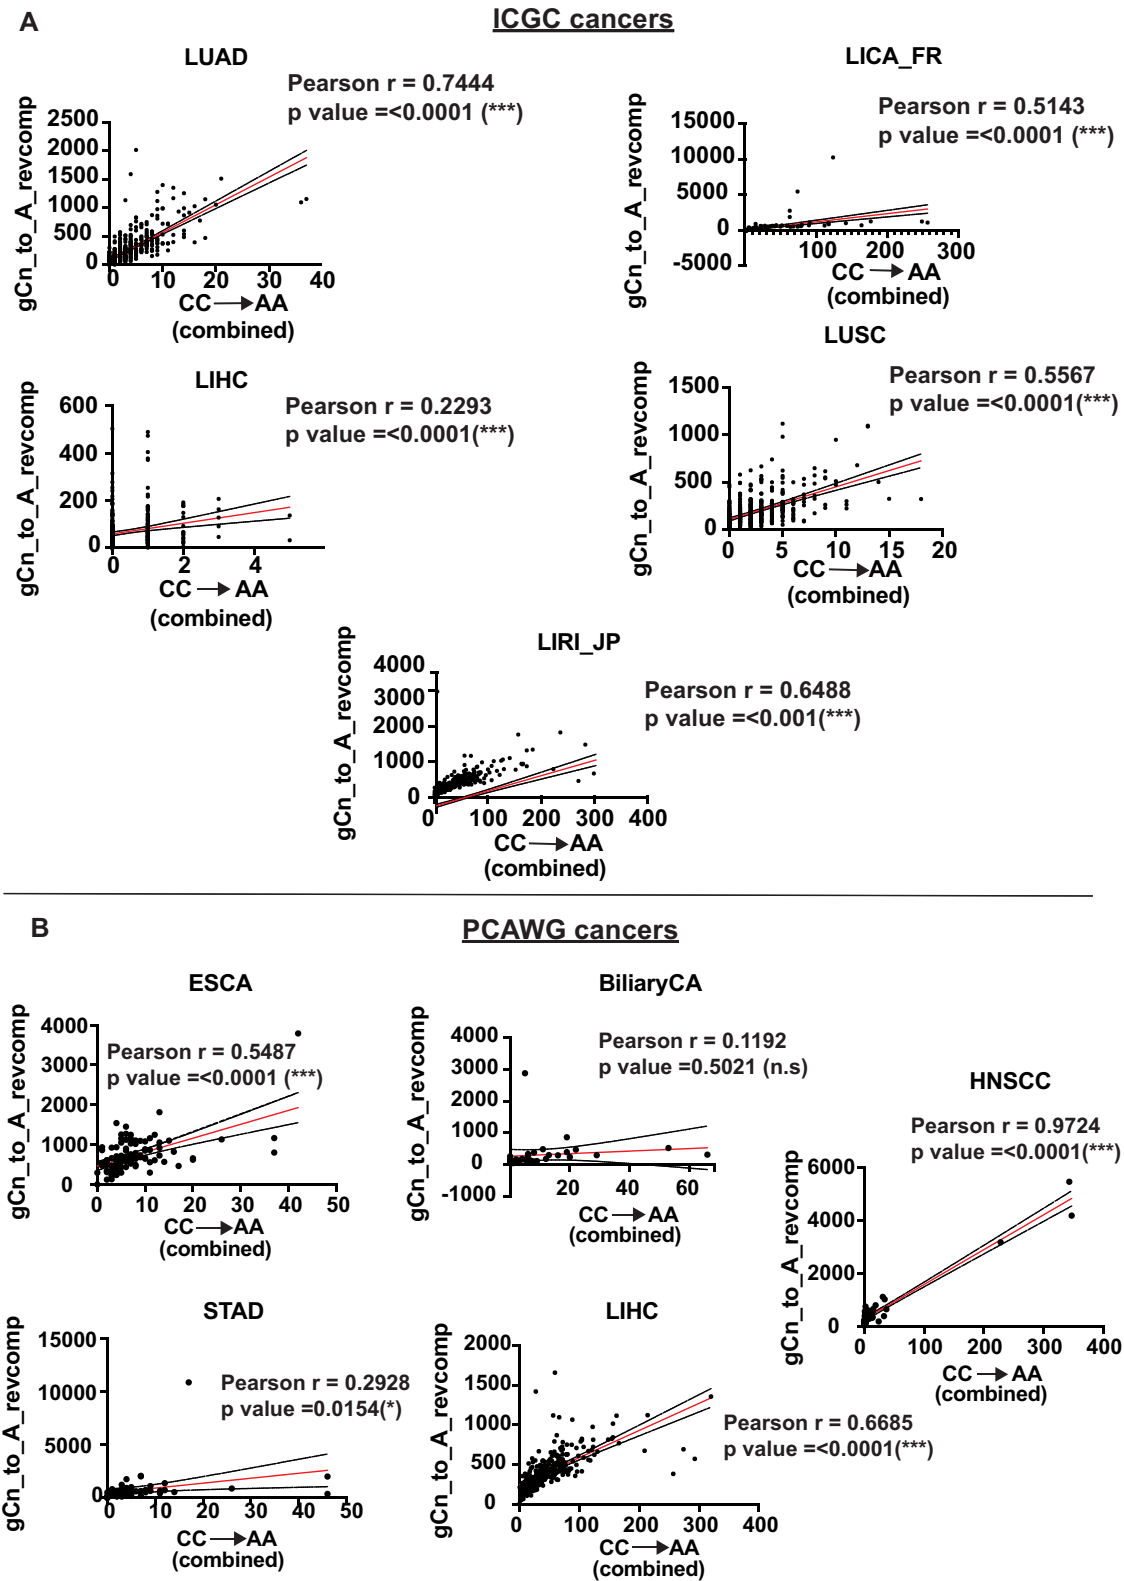 A
ICGC cancers
LUAD
Pearson r = 0.7444
p value =<0.0001 (***)
gCn_to_A_revcomp
2500
2000
1500
1000
500
0
0 10 20 30 40
CC AA
(combined)
LICA_FR
Pearson r = 0.5143
p value =<0.0001 (***)
gCn_to_A_revcomp
15000
10000
5000
0
-5000
100 200 300
CC AA
(combined)
LIHC
Pearson r = 0.2293
p value =<0.0001(***)
gCn_to_A_revcomp
600
400
200
0
0 2 4
CC AA
(combined)
LUSC
Pearson r = 0.5567
p value =<0.0001(***)
gCn_to_A_revcomp
1500
1000
500
0
0 5 10 15 20
CC AA
(combined)
LIRI_JP
Pearson r = 0.6488
p value =<0.001(***)
gCn_to_A_revcomp
4000
3000
2000
1000
0
0 100 200 300 400
CC AA
(combined)
B
PCAWG cancers
ESCA
Pearson r = 0.5487
p value =<0.0001 (***)
gCn_to_A_revcomp
4000
3000
2000
1000
0
0 10 20 30 40 50
CC AA
(combined)
BiliaryCA
Pearson r = 0.1192
p value =0.5021 (n.s)
gCn_to_A_revcomp
4000
3000
2000
1000
0
-1000
20 40 60
CC AA
(combined)
HNSCC
Pearson r = 0.9724
p value =<0.0001(***)
gCn_to_A_revcomp
6000
4000
2000
0
0 100 200 300 400
CC AA
(combined)
STAD
Pearson r = 0.2928
p value =0.0154(*)
gCn_to_A_revcomp
15000
10000
5000
0
0 10 20 30 40 50
CC AA
(combined)
LIHC
Pearson r = 0.6685
p value =<0.0001(***)
gCn_to_A_revcomp
2000
1500
1000
500
0
0 100 200 300 400
CC AA
(combined)